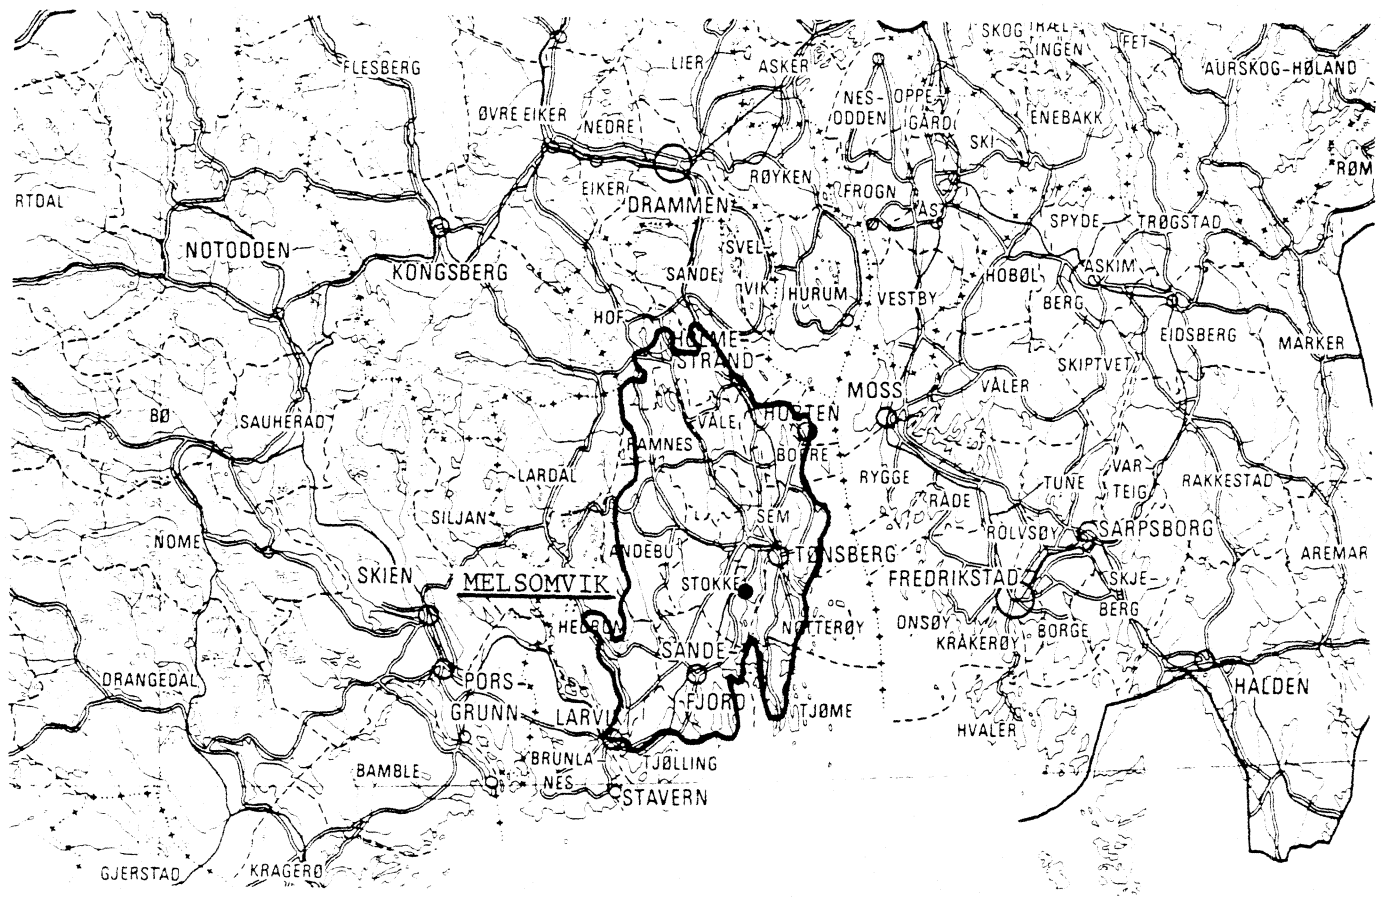 SKOG
TRÆL-
INGEN
FET
FLESBERG
LIER
ASKER
AURSKOG-HØLAND
NES-
ODDEN
OPPE-
GÅRD
ØVRE EIKER
NEDRE
EIKER
ENEBAKK
SKI
RØM
RØYKEN
FROGN
RTDAL
DRAMMEN
ÅS
SPYDE-
BERG
TRØGSTAD
NOTODDEN
SVEL-
VIK
KONGSBERG
SANDE
HURUM
VESTBY
HOBØL
ASKIM
HOF
EIDSBERG
HOLME-
STRAND
MARKER
SKIPTVET
MOSS
VÅLER
BØ
SAUHERAD
VÅLE
HORTEN
RAMNES
BORRE
LARDAL
RYGGE
VAR-
TEIG
TUNE
RAKKESTAD
RÅDE
SILJAN
SEM
ROLVSØY
SARPSBORG
NOME
ANDEBU
TØNSBERG
AREMAR
SKIEN
MELSOMVIK
STOKKE
FREDRIKSTAD
SKJE-
BERG
HEDRUM
NØTTERØY
ONSØY
BORGE
KRÅKERØY
SANDE-
FJORD
DRANGEDAL
PORS-
GRUNN
HALDEN
LARVIK
TJØME
HVALER
BRUNLA-
NES
TJØLLING
BAMBLE
STAVERN
GJERSTAD
KRAGERØ